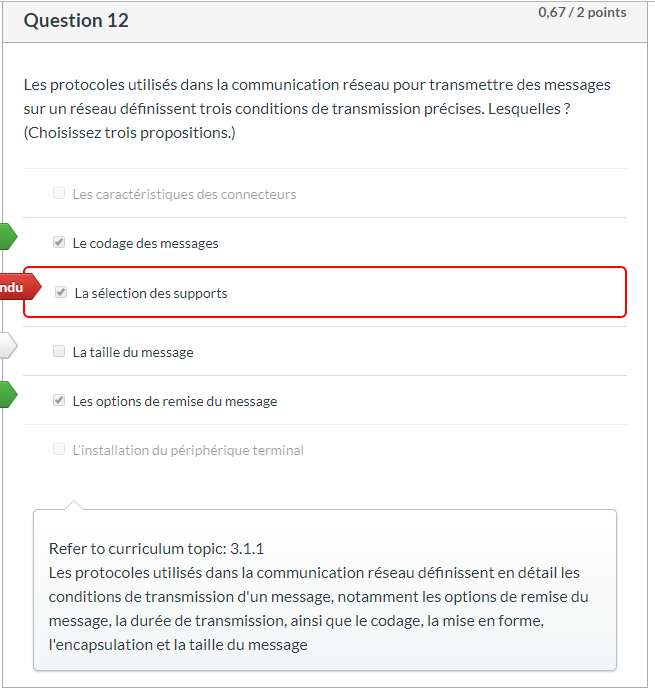 Question 12
0,67 / 2 points
Les protocoles utilisés dans la communication réseau pour transmettre des messages
sur un réseau définissent trois conditions de transmission précises. Lesquelles ?
(Choisissez trois propositions.)
Les caractéristiques des connecteurs
Le codage des messages
ndu
La sélection des supports
La taille du message
Les options de remise du message
L'installation du périphérique terminal
Refer to curriculum topic: 3.1.1
Les protocoles utilisés dans la communication réseau définissent en détail les
conditions de transmission d'un message, notamment les options de remise du
message, la durée de transmission, ainsi que le codage, la mise en forme,
l'encapsulation et la taille du message